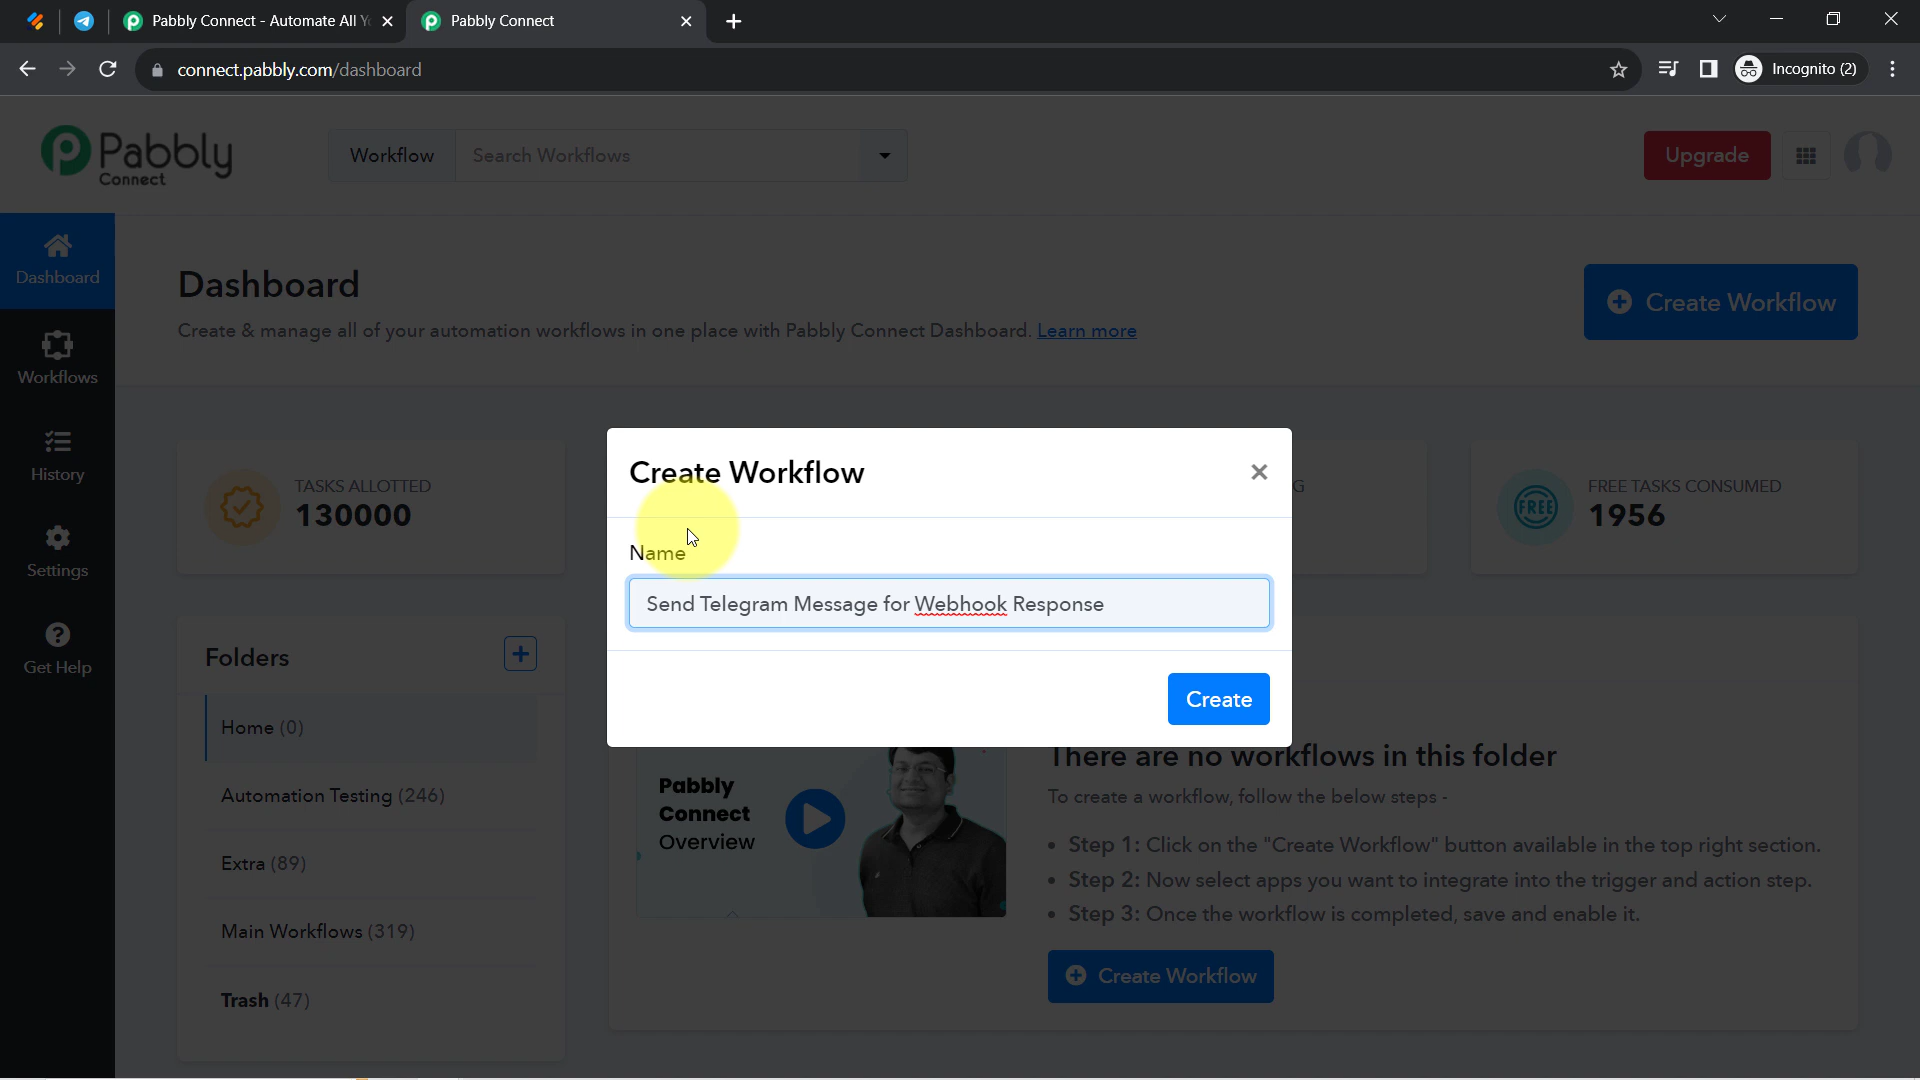 Pabbly Connect - Automate All Y
Pabbly Connect
connect.pabbly.com/dashboard
Incognito (2)
Pabbly
Connect
Workflow
Search Workflows
Upgrade
Dashboard
Workflows
History
Settings
Get Help
Dashboard
Create & manage all of your automation workflows in one place with Pabbly Connect Dashboard. Learn more
Create Workflow
TASKS ALLOTTED
130000
G
FREE
FREE TASKS CONSUMED
1956
Create Workflow
Name
Send Telegram Message for Webhook Response
Create
Folders
Home (0)
Automation Testing (246)
Extra (89)
Main Workflows (319)
Trash (47)
Pabbly
Connect
Overview
There are no workflows in this folder
To create a workflow, follow the below steps -
• Step 1: Click on the "Create Workflow" button available in the top right section.
• Step 2: Now select apps you want to integrate into the trigger and action step.
• Step 3: Once the workflow is completed, save and enable it.
Create Workflow